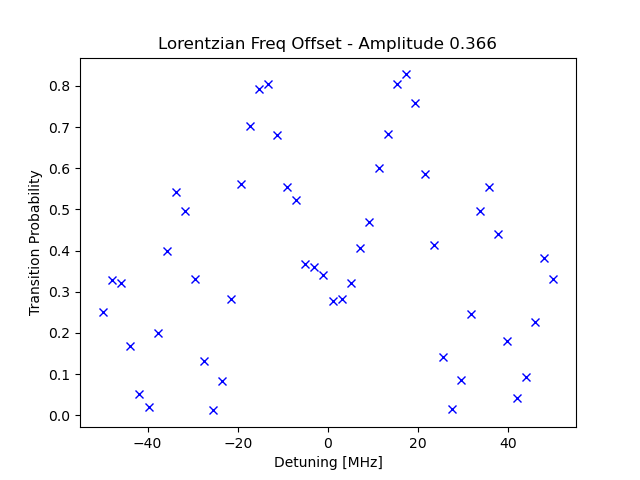 Lorentzian Freq Offset - Amplitude 0.366
Transition Probability
0.8
0.7
0.6
0.5
0.4
0.3
0.2
0.1
0.0
−40 −20 0 20 40
Detuning [MHz]